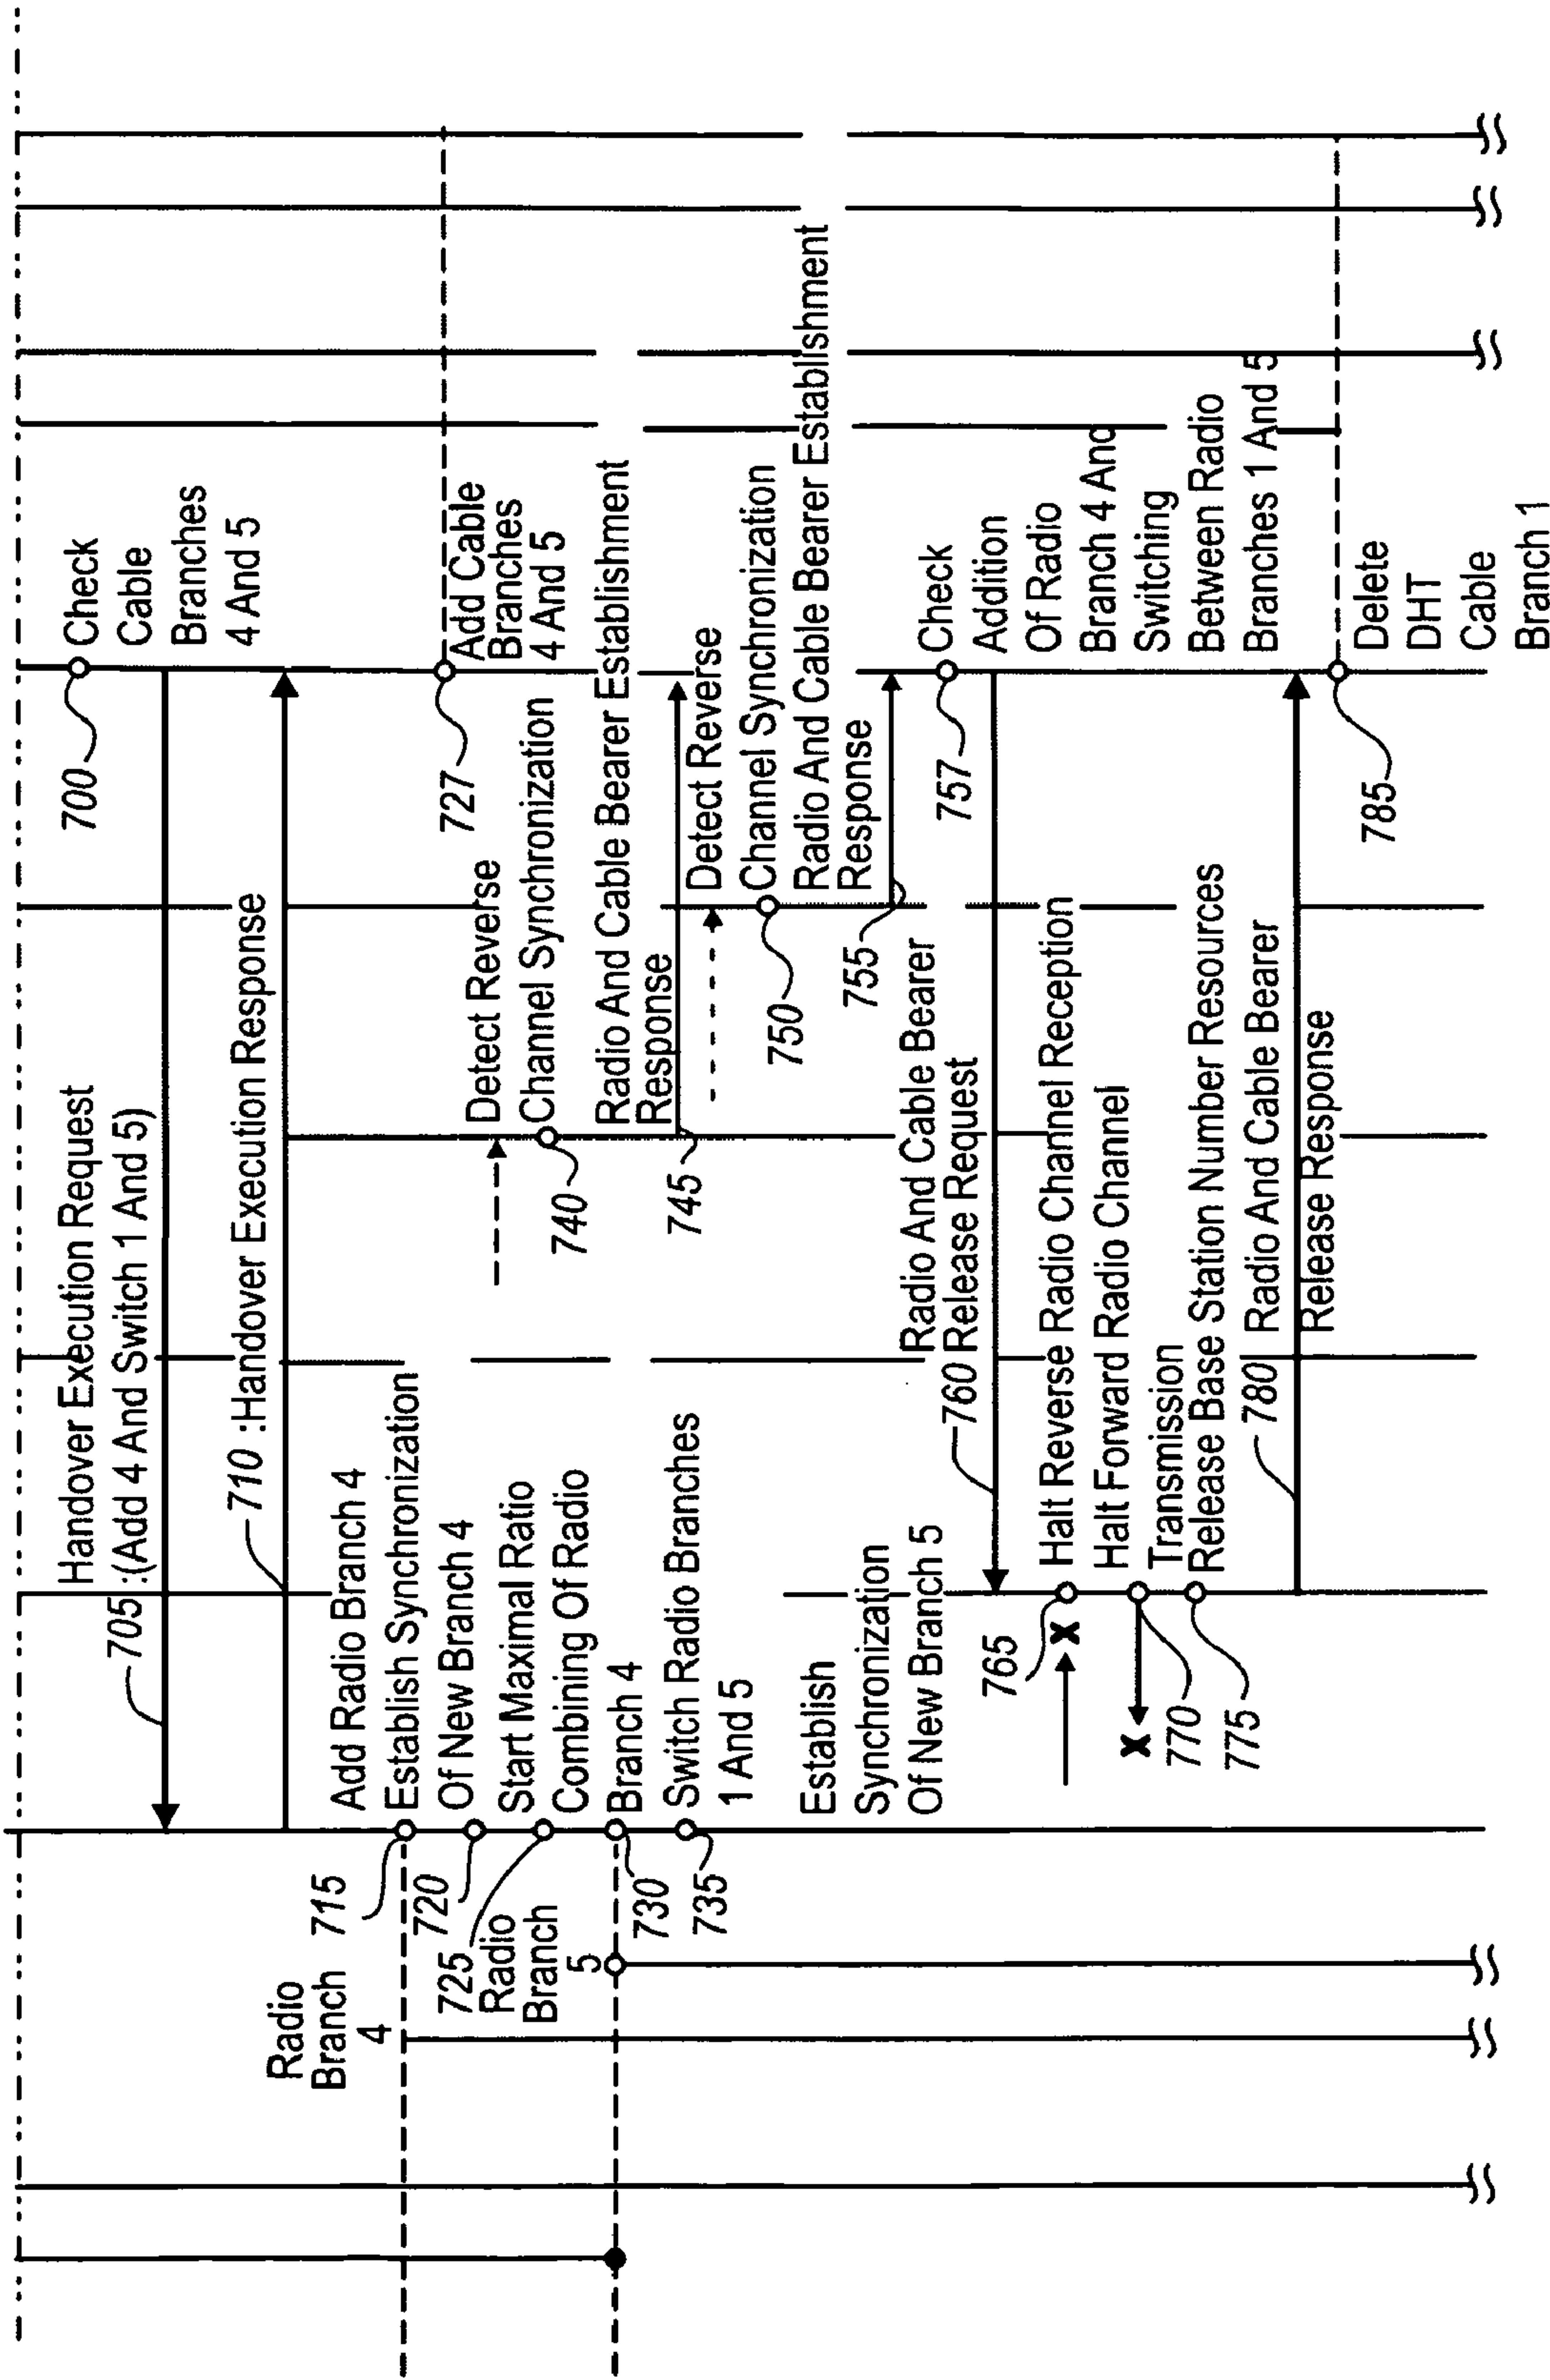 700
Check
Cable
Branches
4 And 5
Handover Execution Request
705 :(Add 4 And Switch 1 And 5)
710 :Handover Execution Response
Radio
Branch
4
715
Add Radio Branch 4
Establish Synchronization
720
Of New Branch 4
725
Start Maximal Ratio
Combining Of Radio
Radio
Branch
5
730
Branch 4
735
Switch Radio Branches
1 And 5
727
Add Cable
Branches
4 And 5
Detect Reverse
Channel Synchronization
740
Radio And Cable Bearer Establishment
Response
745
Detect Reverse
Channel Synchronization
750
Radio And Cable Bearer Establishment
Response
755
Establish
Synchronization
Of New Branch 5
757
Check
Addition
Of Radio
Branch 4 And
Switching
Between Radio
Branches 1 And 5
Radio And Cable Bearer
760 Release Request
765
Halt Reverse Radio Channel Reception
770
Halt Forward Radio Channel
Transmission
775
Release Base Station Number Resources
780 Radio And Cable Bearer
Release Response
785
Delete
DHT
Cable
Branch 1